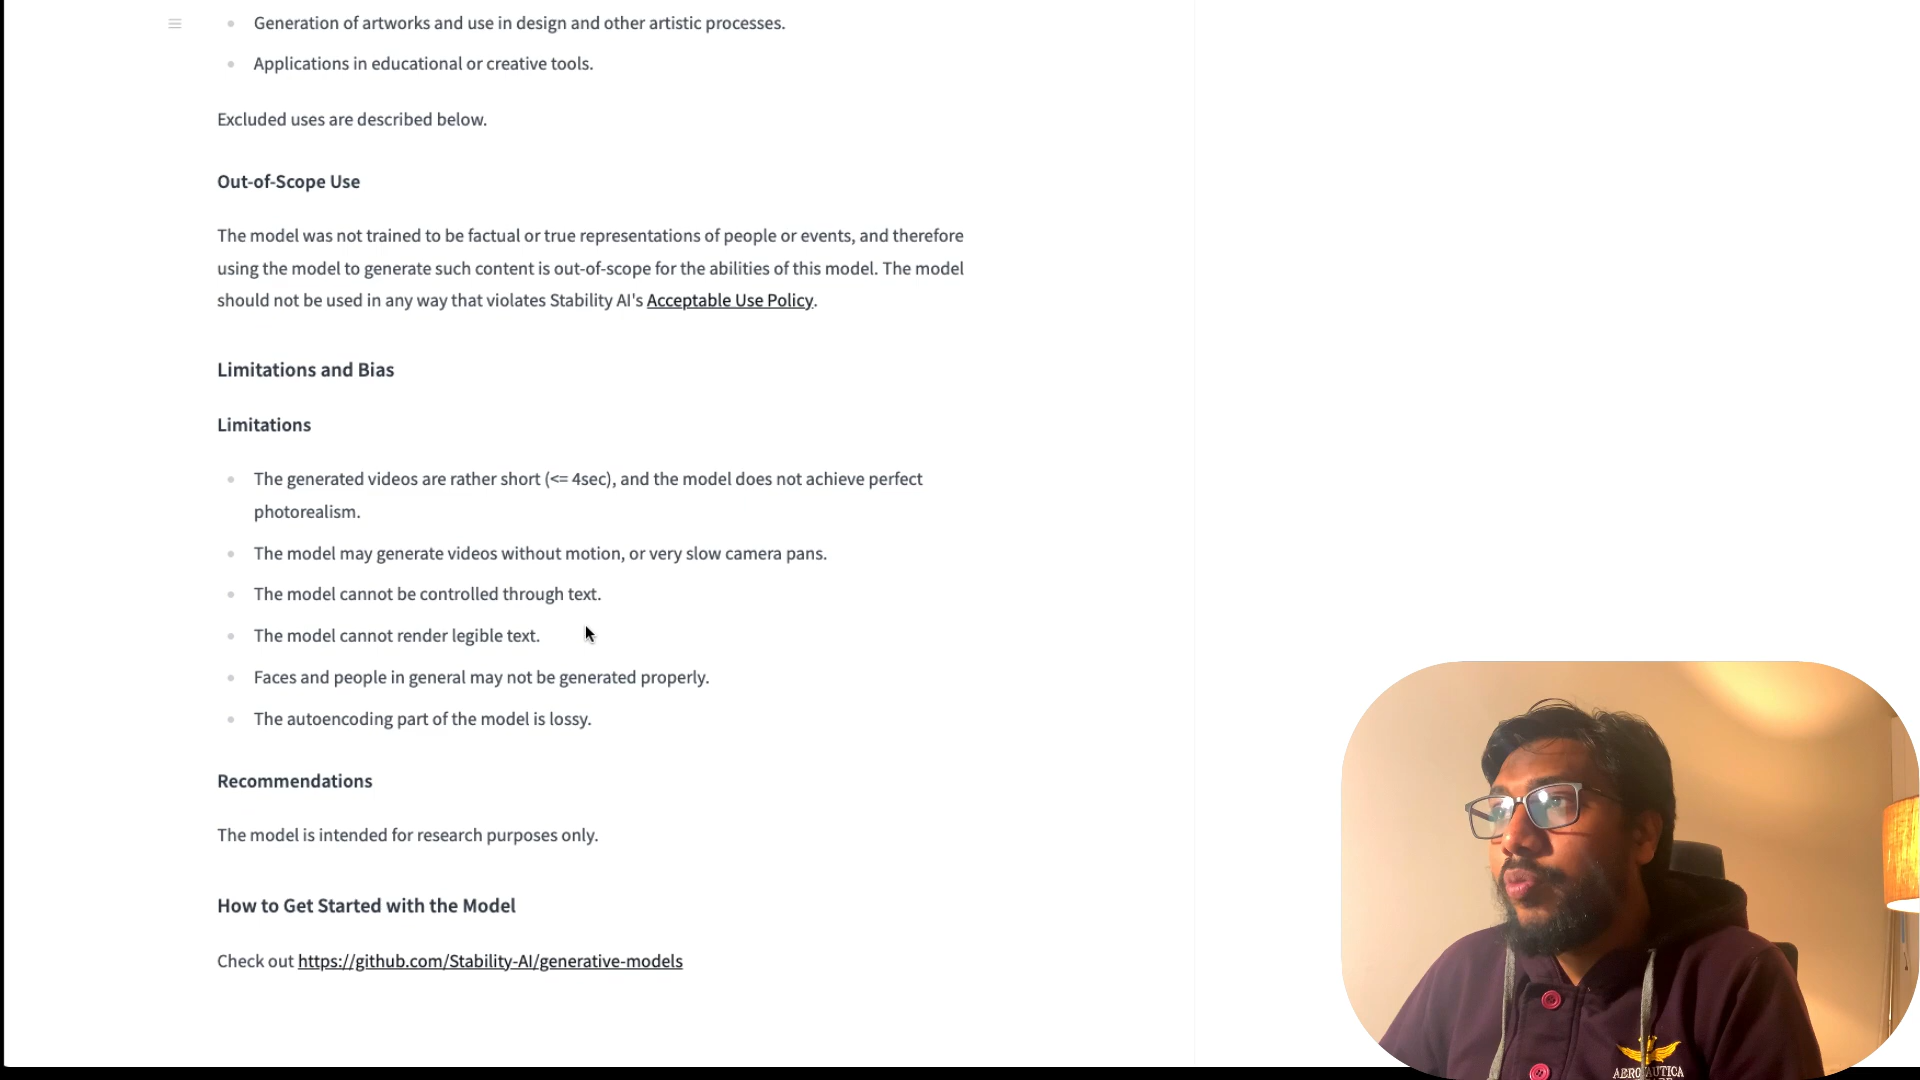 Generation of artworks and use in design and other artistic processes.
Applications in educational or creative tools.
Excluded uses are described below.
Out-of-Scope Use
The model was not trained to be factual or true representations of people or events, and therefore
using the model to generate such content is out-of-scope for the abilities of this model. The model
should not be used in any way that violates Stability AI's Acceptable Use Policy.
Limitations and Bias
Limitations
The generated videos are rather short (<= 4sec), and the model does not achieve perfect
photorealism.
The model may generate videos without motion, or very slow camera pans.
The model cannot be controlled through text.
The model cannot render legible text.
Faces and people in general may not be generated properly.
The autoencoding part of the model is lossy.
Recommendations
The model is intended for research purposes only.
How to Get Started with the Model
Check out https://github.com/Stability-AI/generative-models